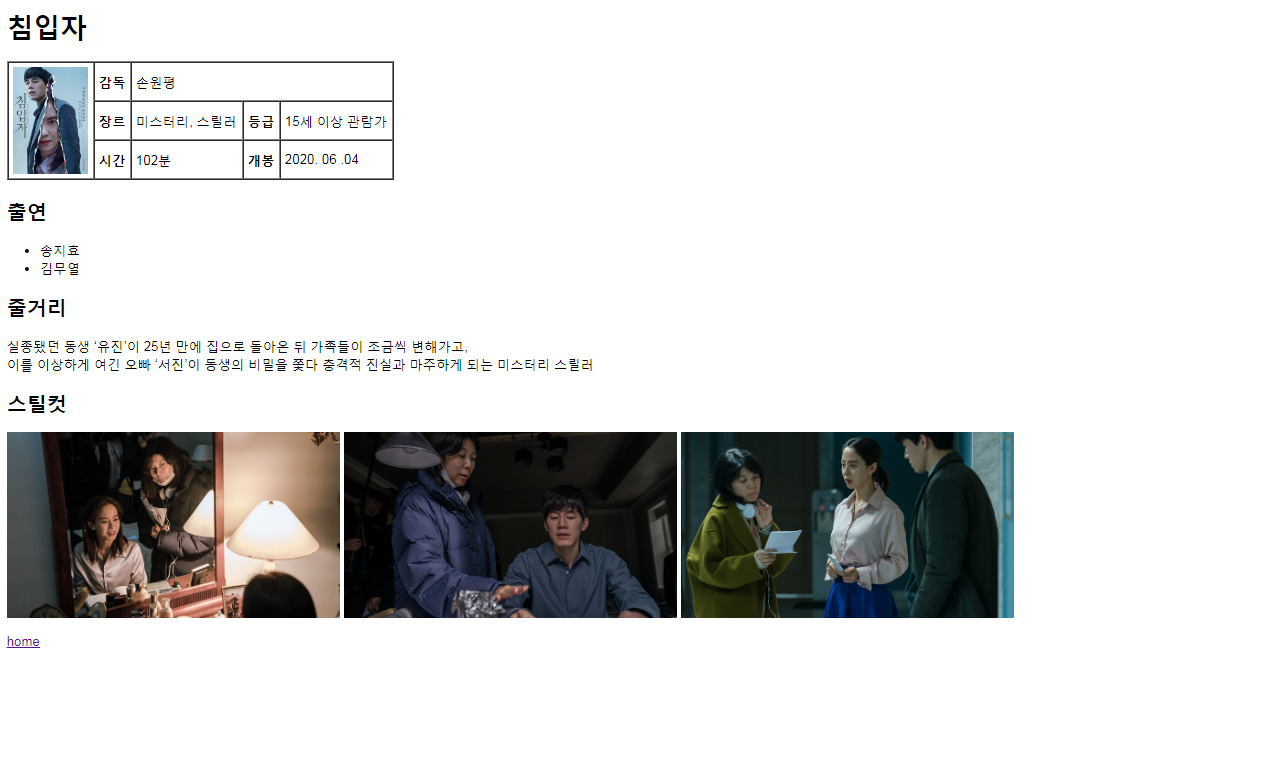 침입자
침입자
감독 손원평
장르 미스터리, 스릴러 등급 15세 이상 관람가
시간 102분 개봉 2020. 06 .04
출연
송지효
김무열
줄거리
실종됐던 동생 ‘유진’이 25년 만에 집으로 돌아온 뒤 가족들이 조금씩 변해가고,
이를 이상하게 여긴 오빠 ‘서진’이 동생의 비밀을 쫓다 충격적 진실과 마주하게 되는 미스터리 스릴러
스틸컷
home